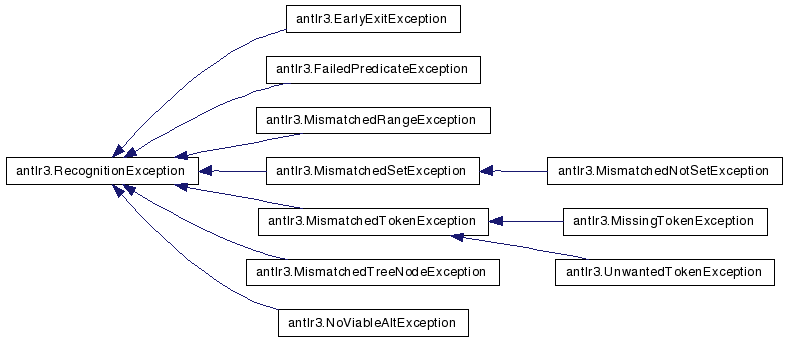 antlr3.EarlyExitException
antlr3.FailedPredicateException
antlr3.MismatchedRangeException
antlr3.RecognitionException
antlr3.MismatchedSetException
antlr3.MismatchedNotSetException
antlr3.MismatchedTokenException
antlr3.MissingTokenException
antlr3.MismatchedTreeNodeException
antlr3.UnwantedTokenException
antlr3.NoViableAltException